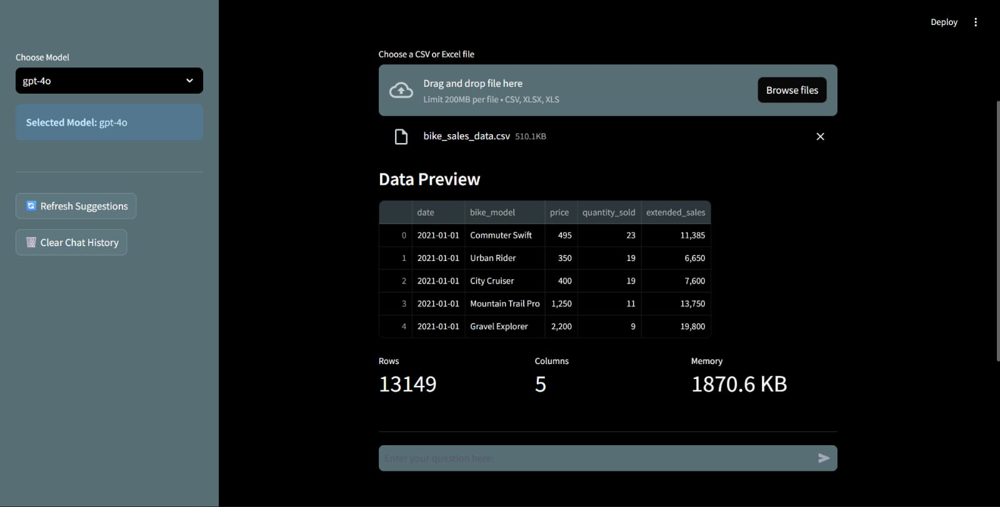 Deploy
Choose Model
gpt-4o
Selected Model: gpt-4o
Refresh Suggestions
Clear Chat History
Choose a CSV or Excel file
Drag and drop file here
Limit 200MB per file • CSV, XLSX, XLS
Browse files
bike_sales_data.csv 510.1KB
Data Preview
date bike_model price quantity_sold extended_sales
0 2021-01-01 Commuter Swift 495 23 11,385
1 2021-01-01 Urban Rider 350 19 6,650
2 2021-01-01 City Cruiser 400 19 7,600
3 2021-01-01 Mountain Trail Pro 1,250 11 13,750
4 2021-01-01 Gravel Explorer 2,200 9 19,800
Rows Columns Memory
13149 5 1870.6 KB
Enter your question here: